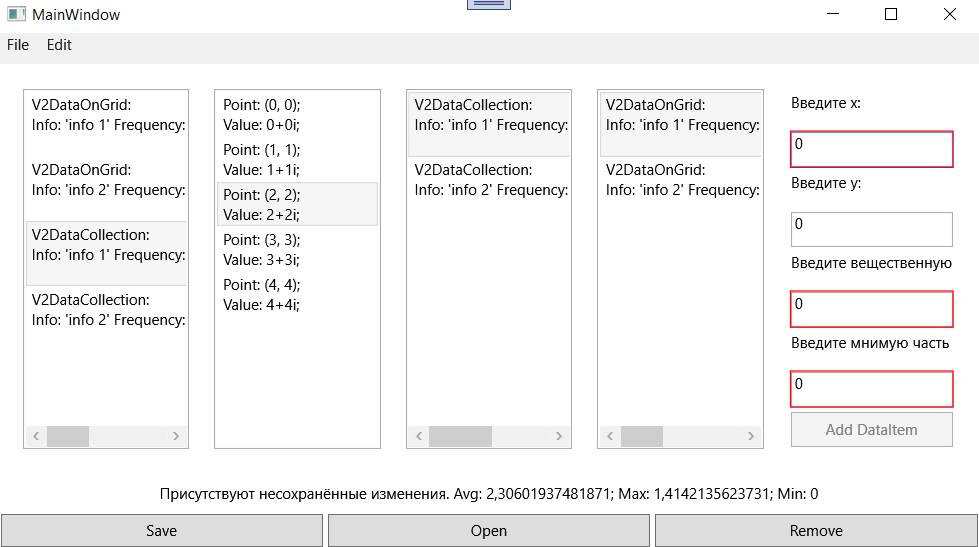 MainWindow
File Edit
V2DataOnGrid:
Info: 'info 1' Frequency:
V2DataOnGrid:
Info: 'info 2' Frequency:
V2DataCollection:
Info: 'info 1' Frequency:
V2DataCollection:
Info: 'info 2' Frequency:
Point: (0, 0);
Value: 0+0i;
Point: (1, 1);
Value: 1+1i;
Point: (2, 2);
Value: 2+2i;
Point: (3, 3);
Value: 3+3i;
Point: (4, 4);
Value: 4+4i;
V2DataCollection:
Info: 'info 1' Frequency:
V2DataCollection:
Info: 'info 2' Frequency:
V2DataOnGrid:
Info: 'info 1' Frequency:
V2DataOnGrid:
Info: 'info 2' Frequency:
Введите x:
0
Введите y:
0
Введите вещественную
0
Введите мнимую часть
0
Add DataItem
Присутствуют несохранённые изменения. Avg: 2,30601937481871; Max: 1,4142135623731; Min: 0
Save Open Remove